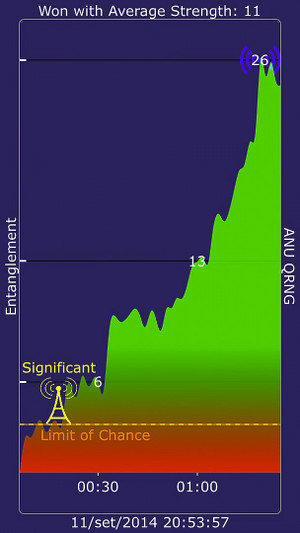 Won with Average Strength: 11
26
Entanglement
ANU QRNG
13
Significant
6
Limit of Chance
00:30 01:00
11/set/2014 20:53:57